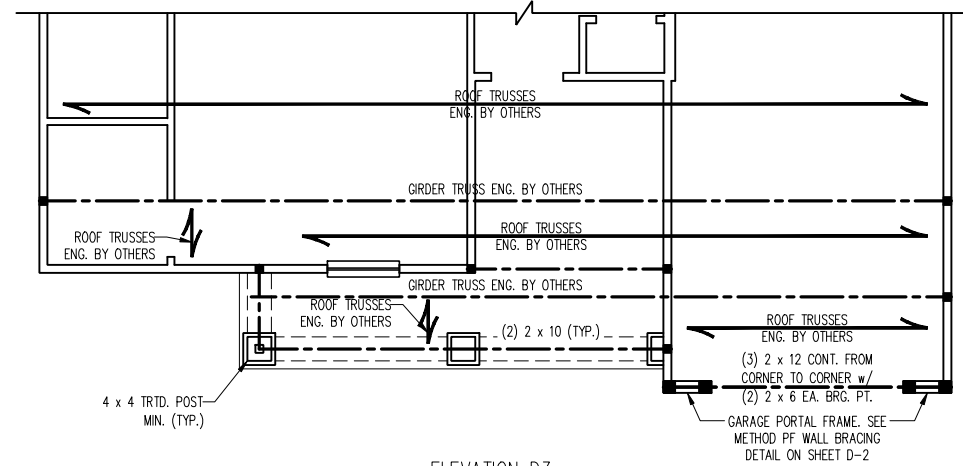 ROOF TRUSSES
ENG. BY OTHERS
GIRDER TRUSS ENG. BY OTHERS
ROOF TRUSSES
ENG. BY OTHERS
ROOF TRUSSES
ENG. BY OTHERS
GIRDER TRUSS ENG. BY OTHERS
ROOF TRUSSES
ENG. BY OTHERS
(2) 2 x 10 (TYP.)
ROOF TRUSSES
ENG. BY OTHERS
(3) 2 x 12 CONT. FROM
CORNER TO CORNER w/
(2) 2 x 6 EA. BRG. PT.
4 x 4 TRTD. POST
MIN. (TYP.)
GARAGE PORTAL FRAME. SEE
METHOD PF WALL BRACING
DETAIL ON SHEET D-2